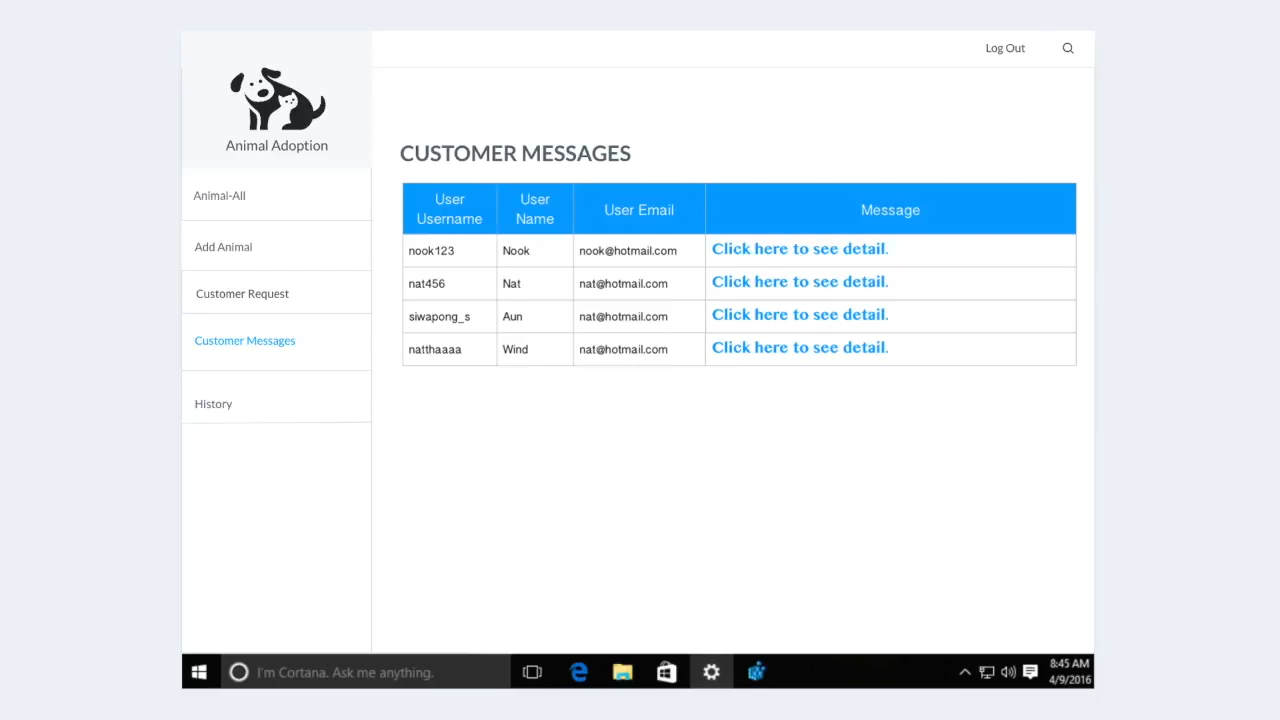 Log Out
Animal Adoption
Animal-All
Add Animal
Customer Request
Customer Messages
History
CUSTOMER MESSAGES
User Username User Name User Email Message
nook123 Nook nook@hotmail.com Click here to see detail.
nat456 Nat nat@hotmail.com Click here to see detail.
siwapong_s Aun nat@hotmail.com Click here to see detail.
natthaaaa Wind nat@hotmail.com Click here to see detail.
I'm Cortana. Ask me anything.
8:45 AM
4/9/2016